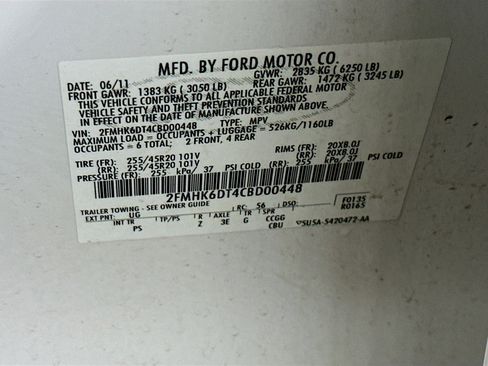 MFD. BY FORD MOTOR CO.
DATE: 06/11 GVWR: 2835 KG ( 6250 LB)
FRONT GAWR: 1383 KG ( 3050 LB) REAR GAWR: 1472 KG ( 3245 LB)
THIS VEHICLE CONFORMS TO ALL APPLICABLE FEDERAL MOTOR
VEHICLE SAFETY AND THEFT PREVENTION STANDARDS
IN EFFECT ON THE DATE OF MANUFACTURE SHOWN ABOVE.
VIN: 2FMHK6DT4CBD00448 TYPE: MPV
MAXIMUM LOAD = OCCUPANTS + LUGGAGE = 526KG/1160LB
OCCUPANTS = 6 TOTAL: 2 FRONT, 4 REAR
TIRE (FR): 255/45R20 101V RIMS (FR): 20X8.0J
(RR): 255/45R20 101V (RR): 20X8.0J
PRESSURE (FR): 255 kPa/ 37 PSI COLD (RR): 255 kPa/ 37 PSI COLD
2FMHK6DT4CBD00448
TRAILER TOWING - SEE OWNER GUIDE RC: 56 DSO: F0135
EXT PNT: UG R0165
INT TR TP/PS R AXLE TR SPR
PS Z 3E G CCGG CBU
5U5A-5420472-AA